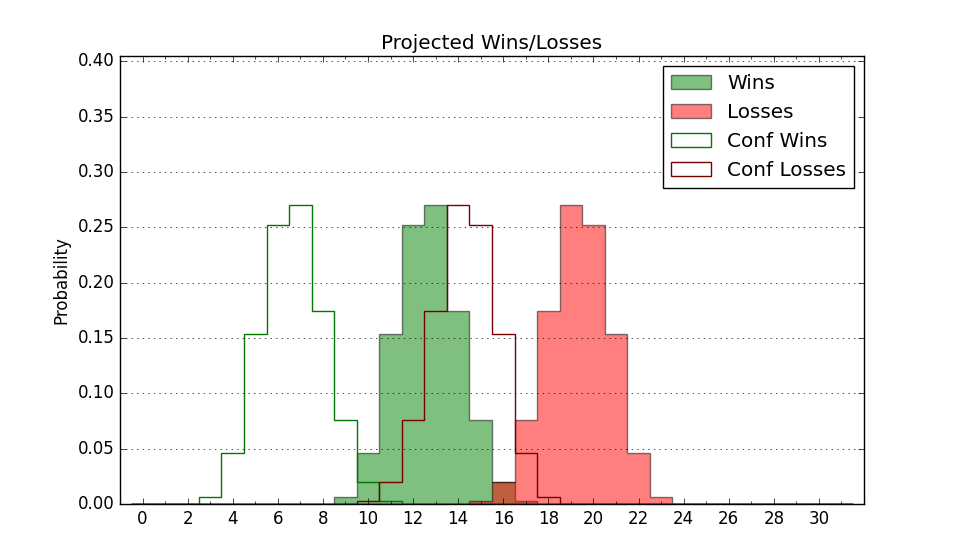 Projected Wins/Losses
0.40
0.35
0.30
0.25
0.20
0.15
0.10
0.05
0.00
Probability
Wins
Losses
Conf Wins
Conf Losses
0 2 4 6 8 10 12 14 16 18 20 22 24 26 28 30